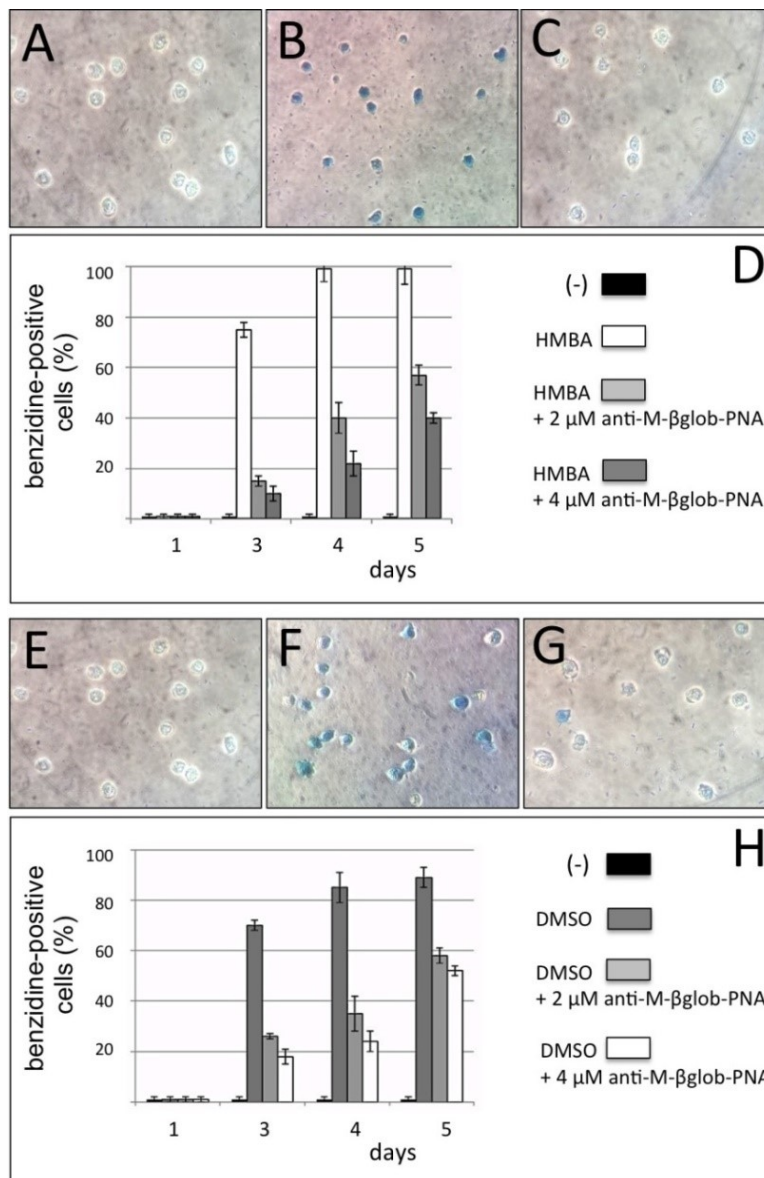 A
B
C
D
100
80
60
40
20
benzidine-positive
cells (%)
1
3
4
5
days
(-)
HMBA
HMBA
+ 2 μM anti-M-βglob-PNA
HMBA
+ 4 μM anti-M-βglob-PNA
E
F
G
H
100
80
60
40
20
benzidine-positive
cells (%)
1
3
4
5
days
(-)
DMSO
DMSO
+ 2 μM anti-M-βglob-PNA
DMSO
+ 4 μM anti-M-βglob-PNA